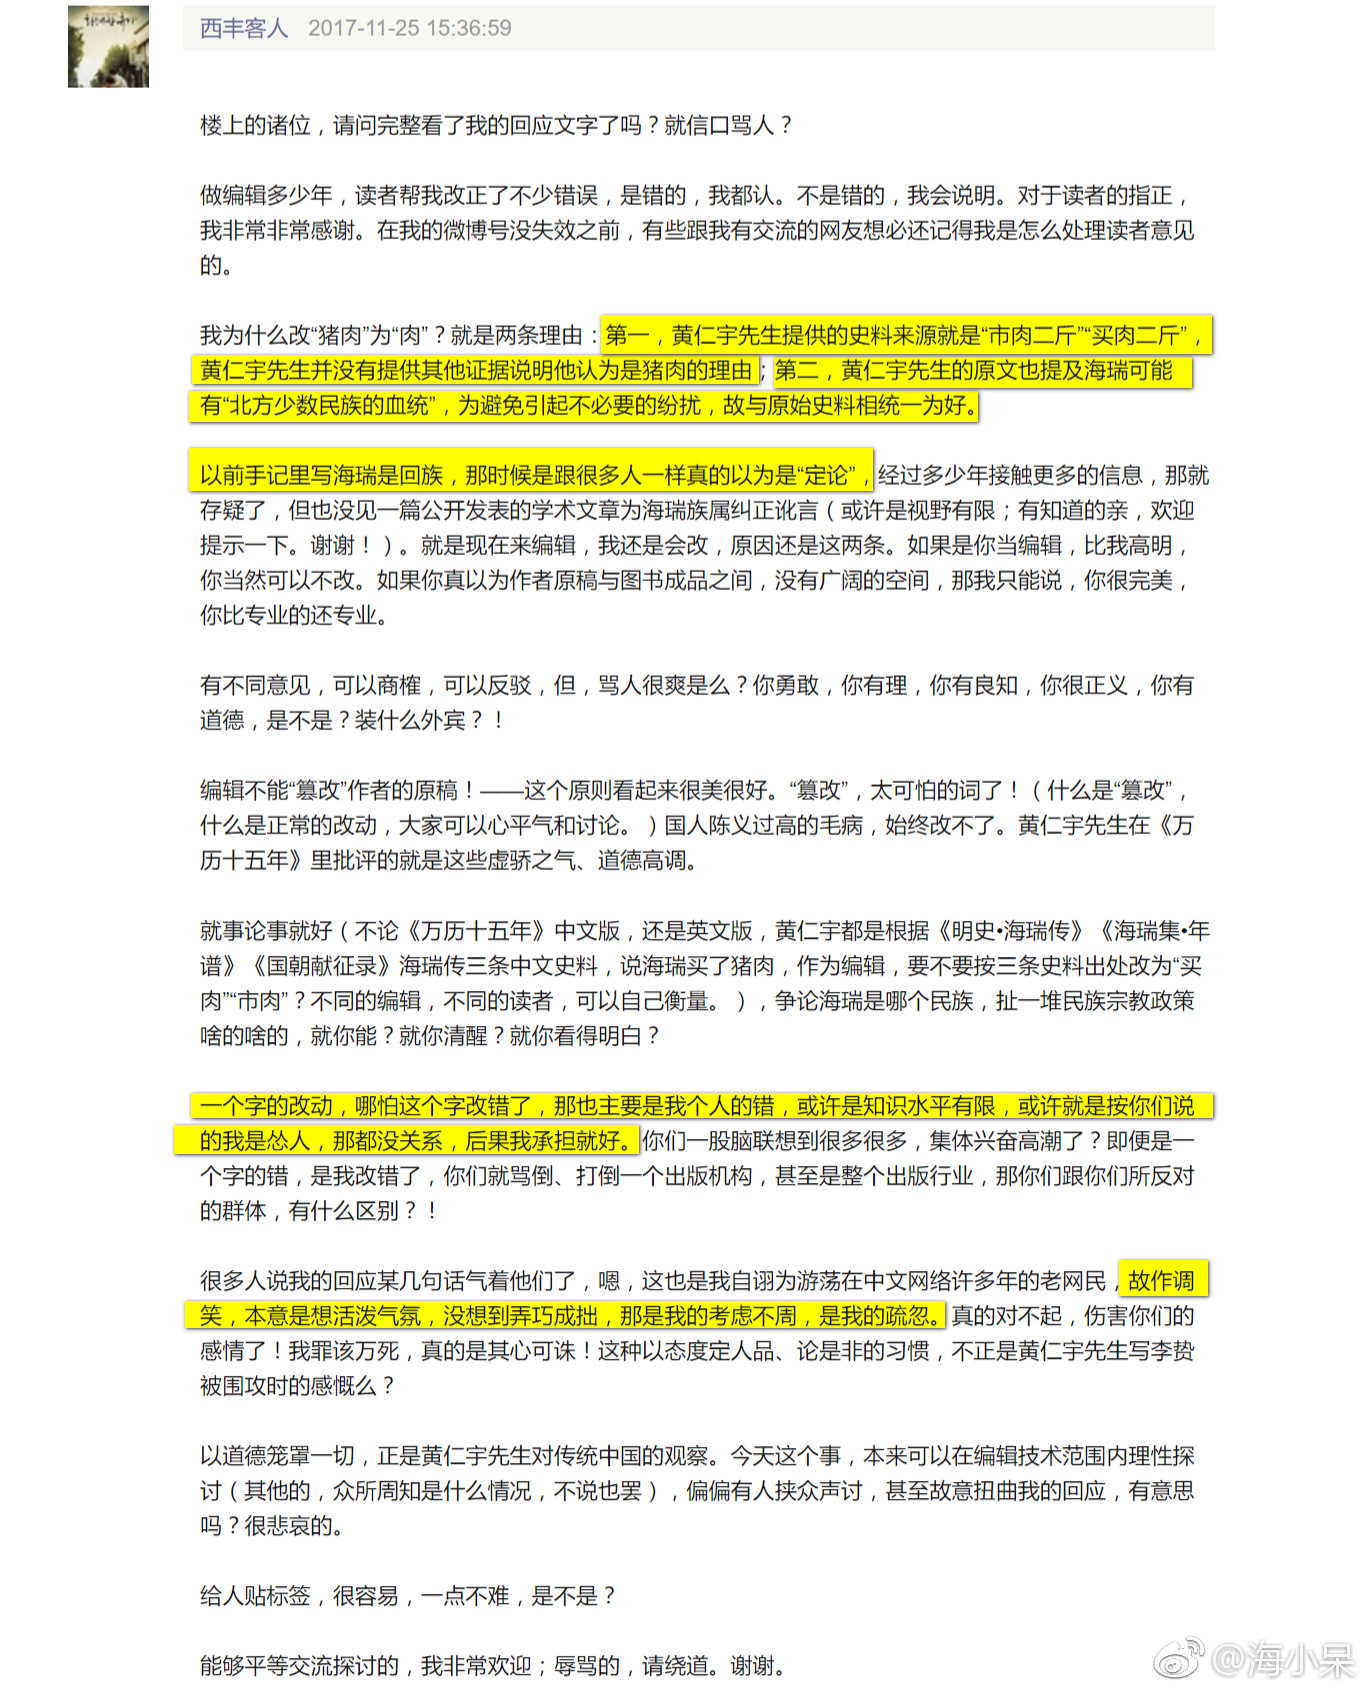 西丰客人 2017-11-25 15:36:59
楼上的诸位，请问完整看了我的回应文字了吗？就信口骂人？
做编辑多少年，读者帮我改正了不少错误，是错的，我都认。不是错的，我会说明。对于读者的指正，
我非常非常感谢。在我的微博号没失效之前，有些跟我有交流的网友想必还记得我是怎么处理读者意见
的。
我为什么改“猪肉”为“肉”？就是两条理由：第一，黄仁宇先生提供的史料来源就是“市肉二斤”“买肉二斤”，
黄仁宇先生并没有提供其他证据说明他认为是猪肉的理由；第二，黄仁宇先生的原文也提及海瑞可能
有“北方少数民族的血统”，为避免引起不必要的纷扰，故与原始史料相统一为好。
以前手记里写海瑞是回族，那时候是跟很多人一样真的以为是“定论”，经过多少年接触更多的信息，那就
存疑了，但也没见一篇公开发表的学术文章为海瑞族属纠正讹言（或许是视野有限；有知道的亲，欢迎
提示一下。谢谢！）。就是现在来编辑，我还是会改，原因还是这两条。如果是你当编辑，比我高明，
你当然可以不改。如果你真以为作者原稿与图书成品之间，没有广阔的空间，那我只能说，你很完美，
你比专业的还专业。
有不同意见，可以商榷，可以反驳，但，骂人很爽是么？你勇敢，你有理，你有良知，你很正义，你有
道德，是不是？装什么外宾？！
编辑不能“篡改”作者的原稿！——这个原则看起来很美很好。“篡改”，太可怕的词了！（什么是“篡改”，
什么是正常的改动，大家可以心平气和讨论。）国人陈义过高的毛病，始终改不了。黄仁宇先生在《万
历十五年》里批评的就是这些虚骄之气、道德高调。
就事论事就好（不论《万历十五年》中文版，还是英文版，黄仁宇都是根据《明史•海瑞传》《海瑞集•年
谱》《国朝献征录》海瑞传三条中文史料，说海瑞买了猪肉，作为编辑，要不要按三条史料出处改为“买
肉”“市肉”？不同的编辑，不同的读者，可以自己衡量。），争论海瑞是哪个民族，扯一堆民族宗教政策
啥的啥的，就你能？就你清醒？就你看得明白？
一个字的改动，哪怕这个字改错了，那也主要是我个人的错，或许是知识水平有限，或许就是按你们说
的我是怂人，那都没关系，后果我承担就好。你们一股脑联想到很多很多，集体兴奋高潮了？即便是一
个字的错，是我改错了，你们就骂倒、打倒一个出版机构，甚至是整个出版行业，那你们跟你们所反对
的群体，有什么区别？！
很多人说我的回应某几句话气着他们了，嗯，这也是我自诩为游荡在中文网络许多年的老网民，故作调
笑，本意是想活泼气氛，没想到弄巧成拙，那是我的考虑不周，是我的疏忽。真的对不起，伤害你们的
感情了！我罪该万死，真的是其心可诛！这种以态度定人品、论是非的习惯，不正是黄仁宇先生写李贽
被围攻时的感慨么？
以道德笼罩一切，正是黄仁宇先生对传统中国的观察。今天这个事，本来可以在编辑技术范围内理性探
讨（其他的，众所周知是什么情况，不说也罢），偏偏有人挟众声讨，甚至故意扭曲我的回应，有意思
吗？很悲哀的。
给人贴标签，很容易，一点不难，是不是？
能够平等交流探讨的，我非常欢迎；辱骂的，请绕道。谢谢。
@海小呆